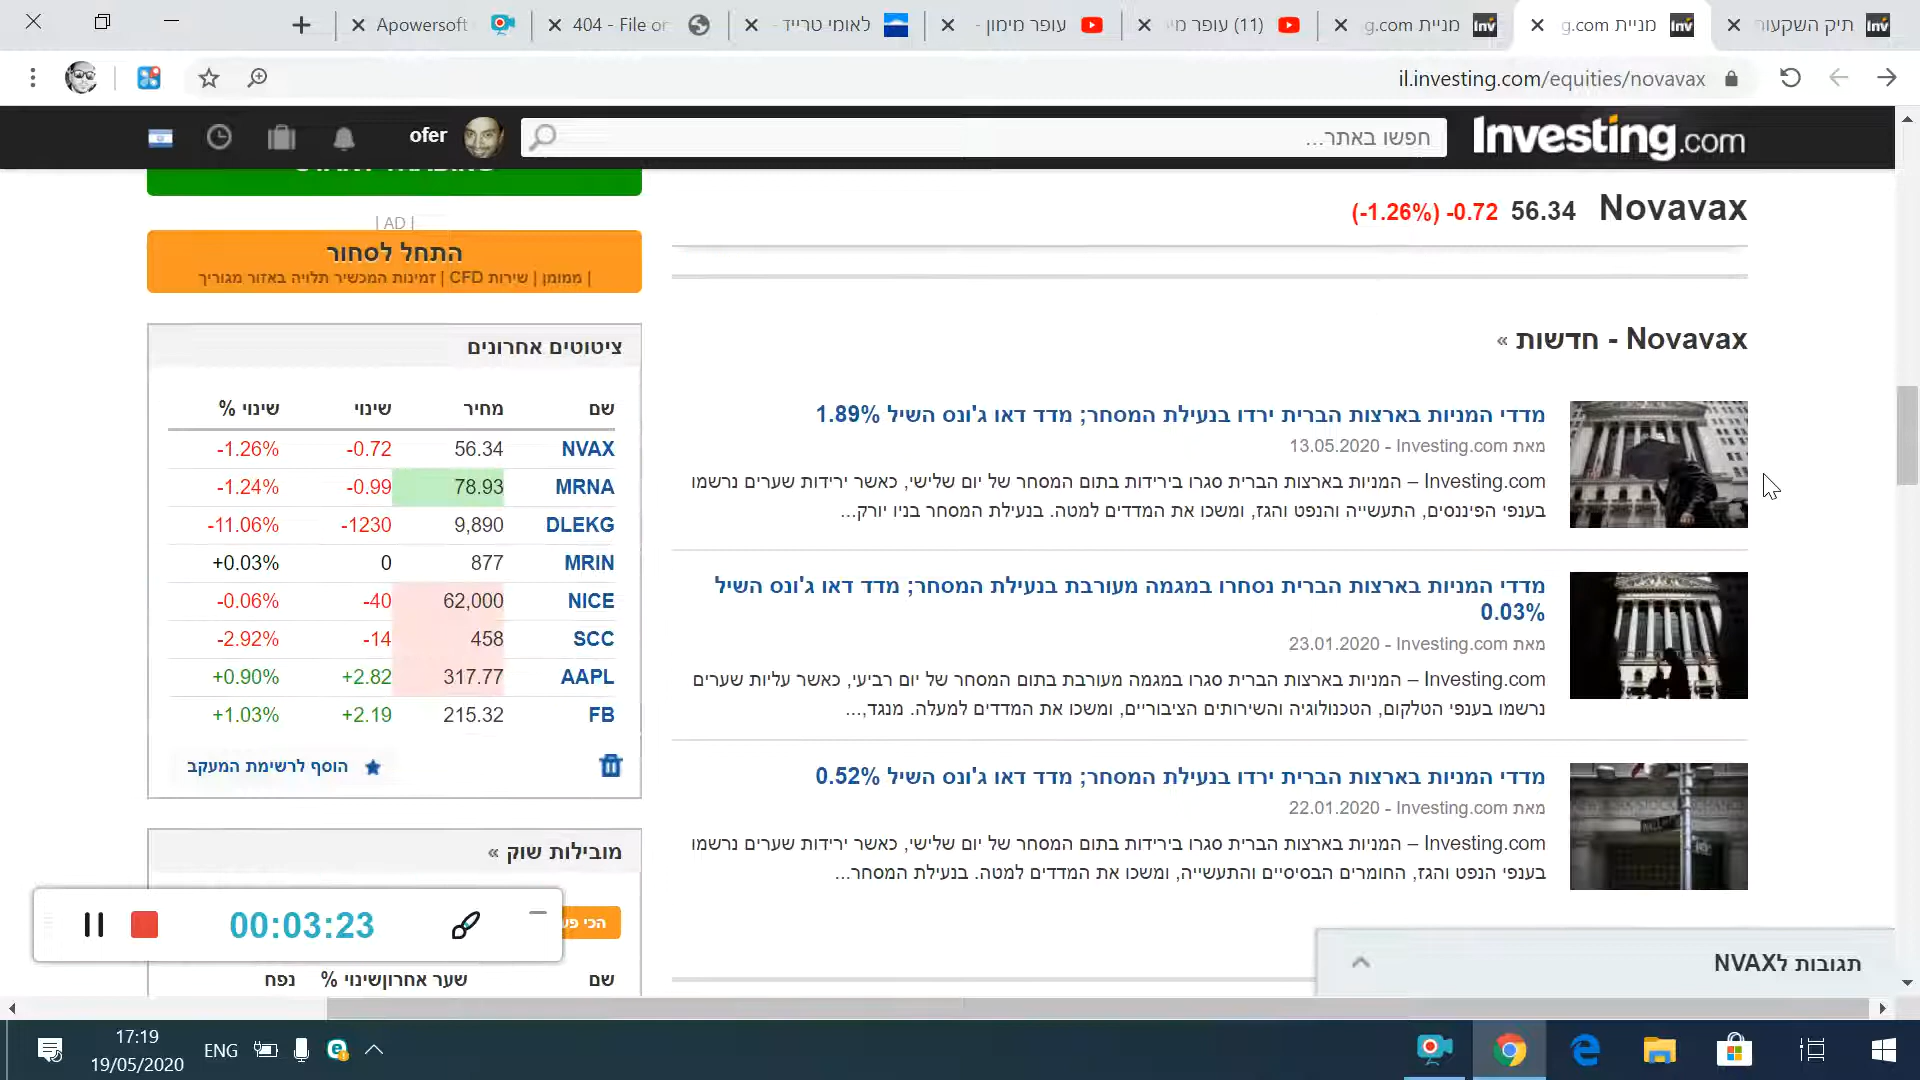 תיק השקעות
מניית g.com
מניית g.com
(11) עופר מי
עופר מימון -
לאומי טרייד -
404 - File or
Apowersoft
il.investing.com/equities/novavax
Investing.com
חפשו באתר...
ofer
Novavax 56.34 -0.72 (-1.26%)
| AD |
התחל לסחור
| ממומן | שירות CFD | זמינות המכשיר תלויה באזור מגוריך
Novavax - חדשות »
מדדי המניות בארצות הברית ירדו בנעילת המסחר; מדד דאו ג'ונס השיל 1.89%
מאת Investing.com - 13.05.2020
Investing.com – המניות בארצות הברית סגרו בירידות בתום המסחר של יום שלישי, כאשר ירידות שערים נרשמו
בענפי הפיננסים, התעשייה והנפט והגז, ומשכו את המדדים למטה. בנעילת המסחר בניו יורק...
מדדי המניות בארצות הברית נסחרו במגמה מעורבת בנעילת המסחר; מדד דאו ג'ונס השיל
0.03%
מאת Investing.com - 23.01.2020
Investing.com – המניות בארצות הברית סגרו במגמה מעורבת בתום המסחר של יום רביעי, כאשר עליות שערים
נרשמו בענפי הטלקום, הטכנולוגיה והשירותים הציבוריים, ומשכו את המדדים למעלה. מנגד,...
מדדי המניות בארצות הברית ירדו בנעילת המסחר; מדד דאו ג'ונס השיל 0.52%
מאת Investing.com - 22.01.2020
Investing.com – המניות בארצות הברית סגרו בירידות בתום המסחר של יום שלישי, כאשר ירידות שערים נרשמו
בענפי הנפט והגז, החומרים הבסיסיים והתעשייה, ומשכו את המדדים למטה. בנעילת המסחר...
ציטוטים אחרונים
שם מחיר שינוי שינוי %
NVAX 56.34 -0.72 -1.26%
MRNA 78.93 -0.99 -1.24%
DLEKG 9,890 -1230 -11.06%
MRIN 877 0 +0.03%
NICE 62,000 -40 -0.06%
SCC 458 -14 -2.92%
AAPL 317.77 +2.82 +0.90%
FB 215.32 +2.19 +1.03%
הוסף לרשימת המעקב
מובילות שוק »
הכי
00:03:23
שם שער אחרון שינוי % נפח
תגובות לNVAX
17:19
ENG
19/05/2020